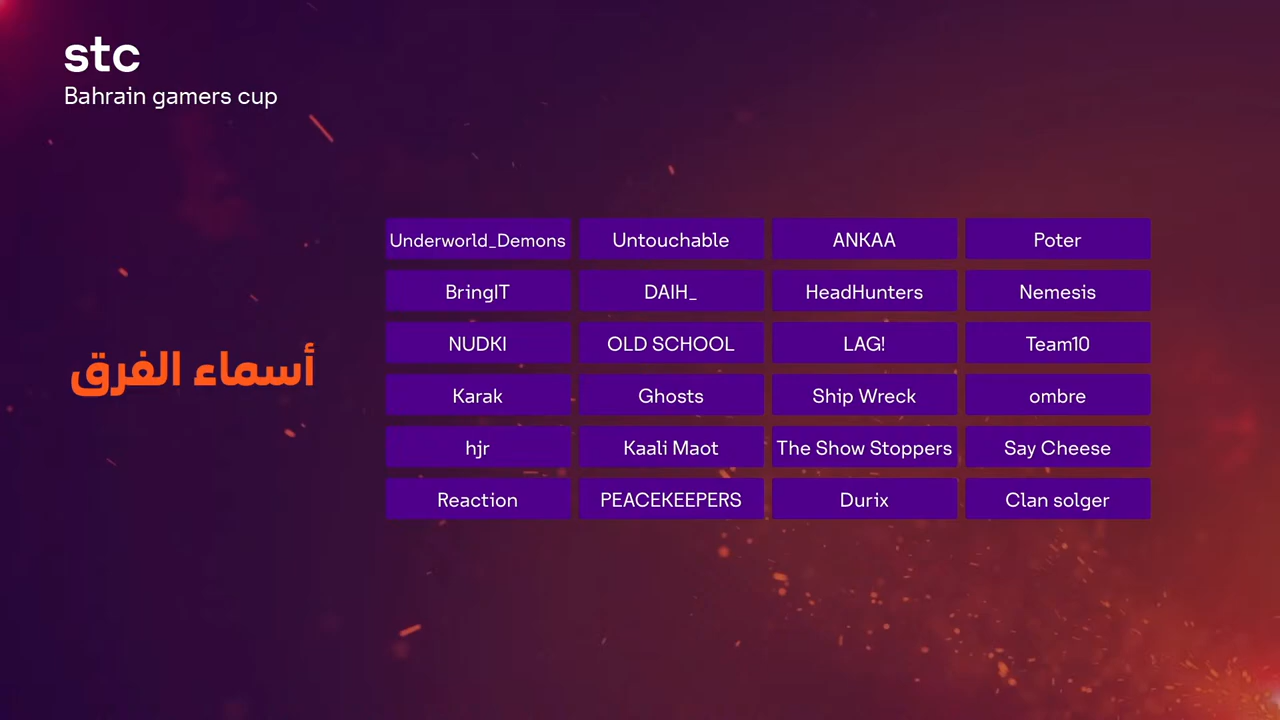 stc
Bahrain gamers cup
أسماء الفرق
Underworld_Demons Untouchable ANKAA Poter
BringIT DAIH_ HeadHunters Nemesis
NUDKI OLD SCHOOL LAG! Team10
Karak Ghosts Ship Wreck ombre
hjr Kaali Maot The Show Stoppers Say Cheese
Reaction PEACEKEEPERS Durix Clan solger